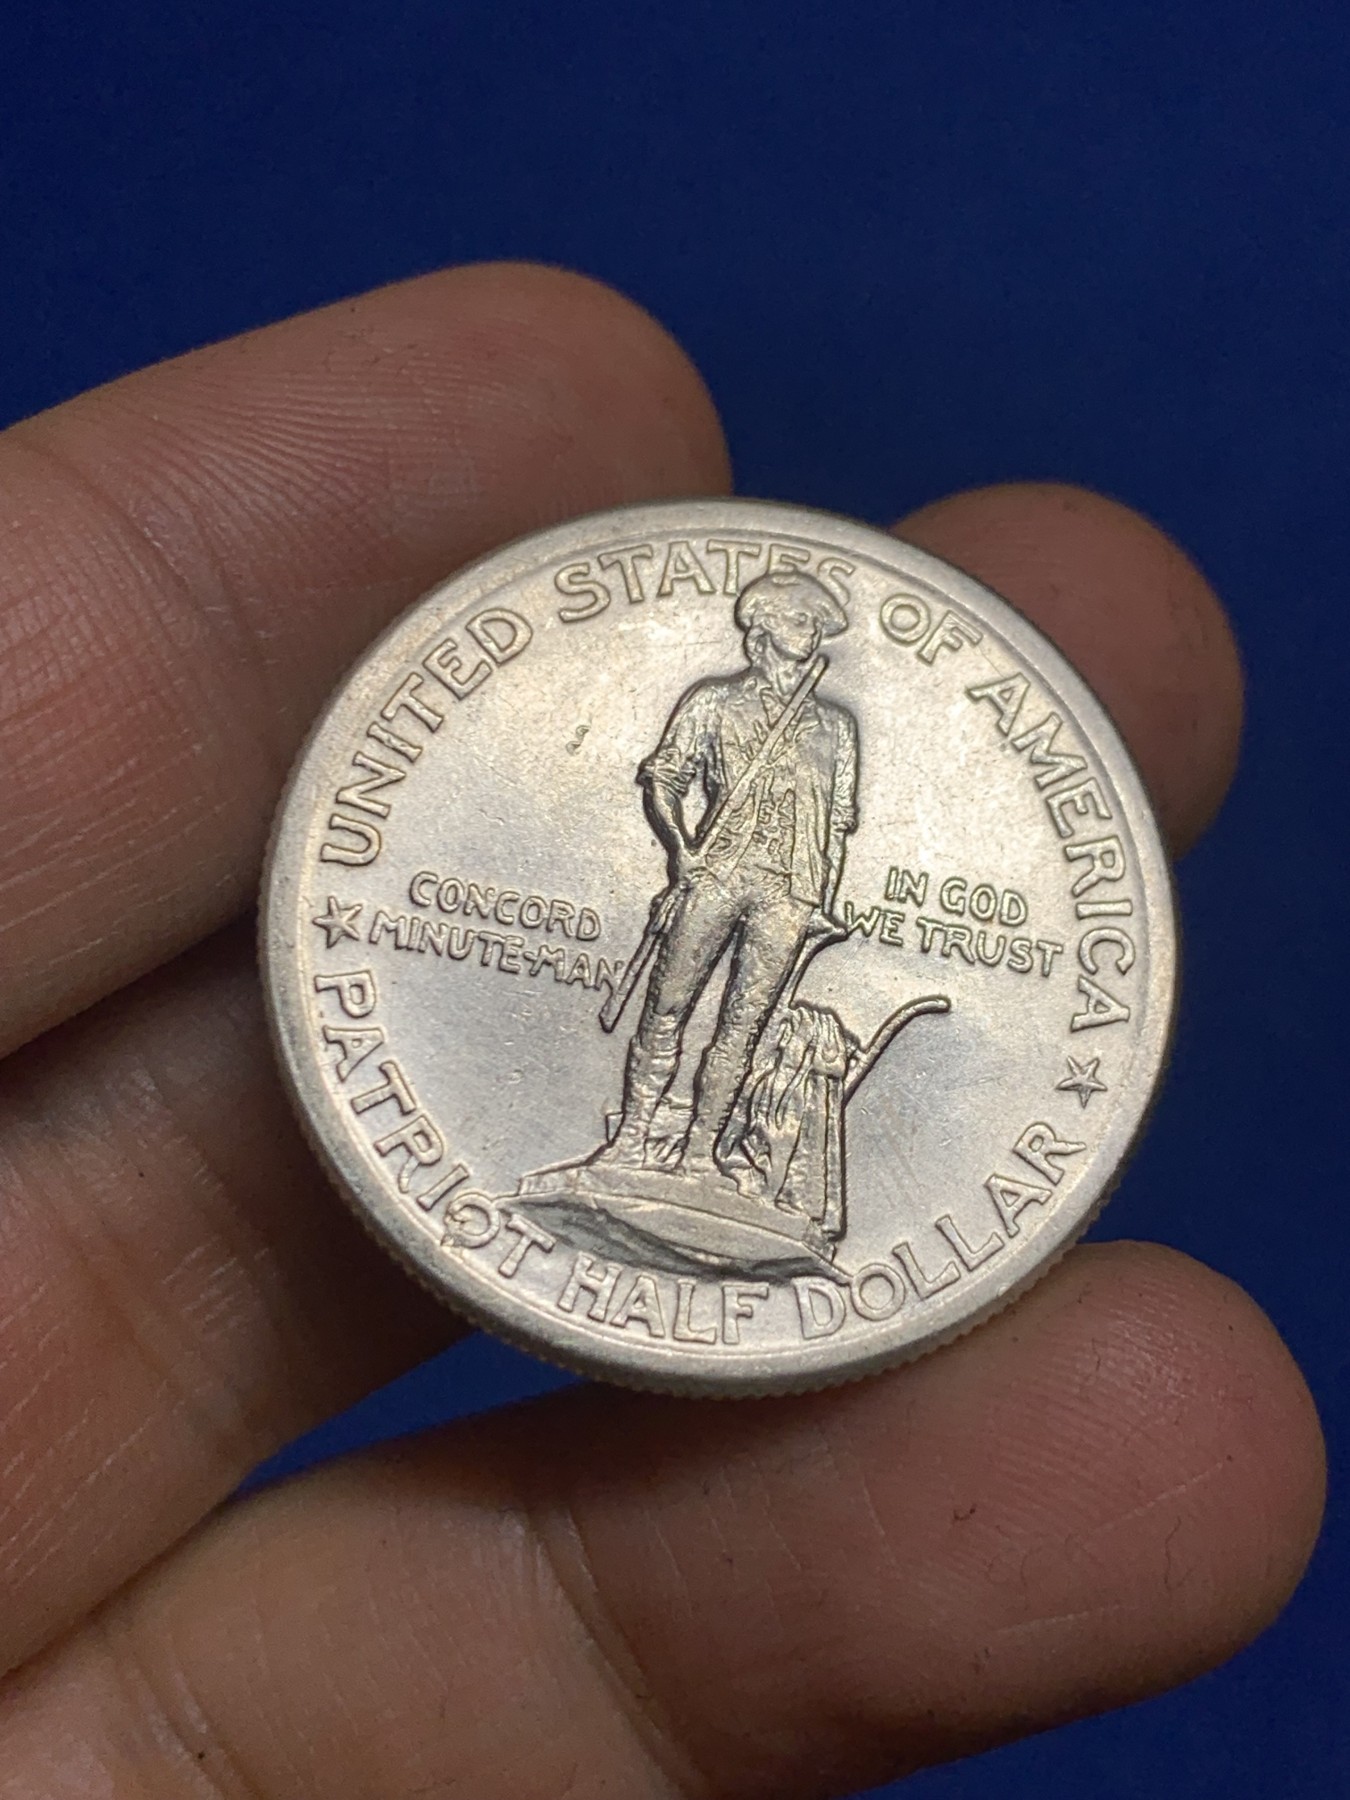 UNITED STATES OF AMERICA
CONCORD
MINUTE-MAN
IN GOD
WE TRUST
PATRIOT HALF DOLLAR